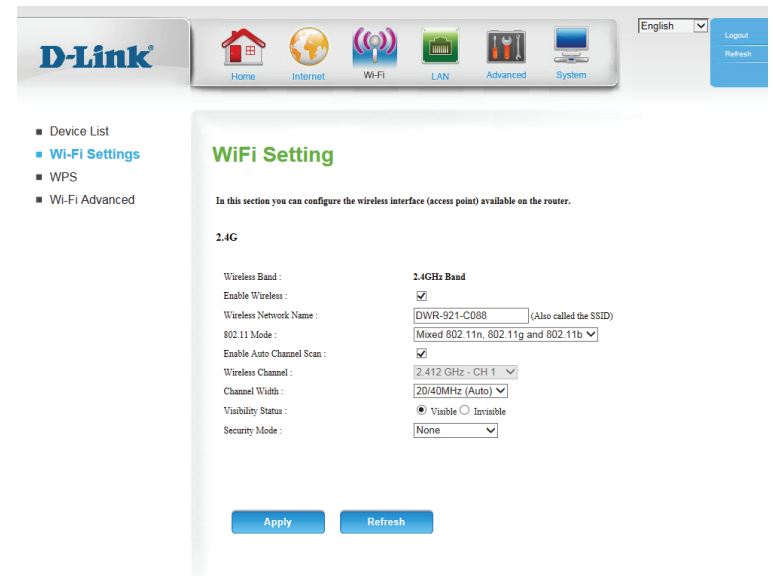 D-Link
Home
Internet
Wi-Fi
LAN
Advanced
System
English
Logout
Refresh
Device List
Wi-Fi Settings
WPS
Wi-Fi Advanced
WiFi Setting
In this section you can configure the wireless interface (access point) available on the router.
2.4G
Wireless Band : 2.4GHz Band
Enable Wireless :
Wireless Network Name : DWR-921-C088 (Also called the SSID)
802.11 Mode : Mixed 802.11n, 802.11g and 802.11b
Enable Auto Channel Scan :
Wireless Channel : 2.412 GHz - CH 1
Channel Width : 20/40MHz (Auto)
Visibility Status : Visible Invisible
Security Mode : None
Apply Refresh